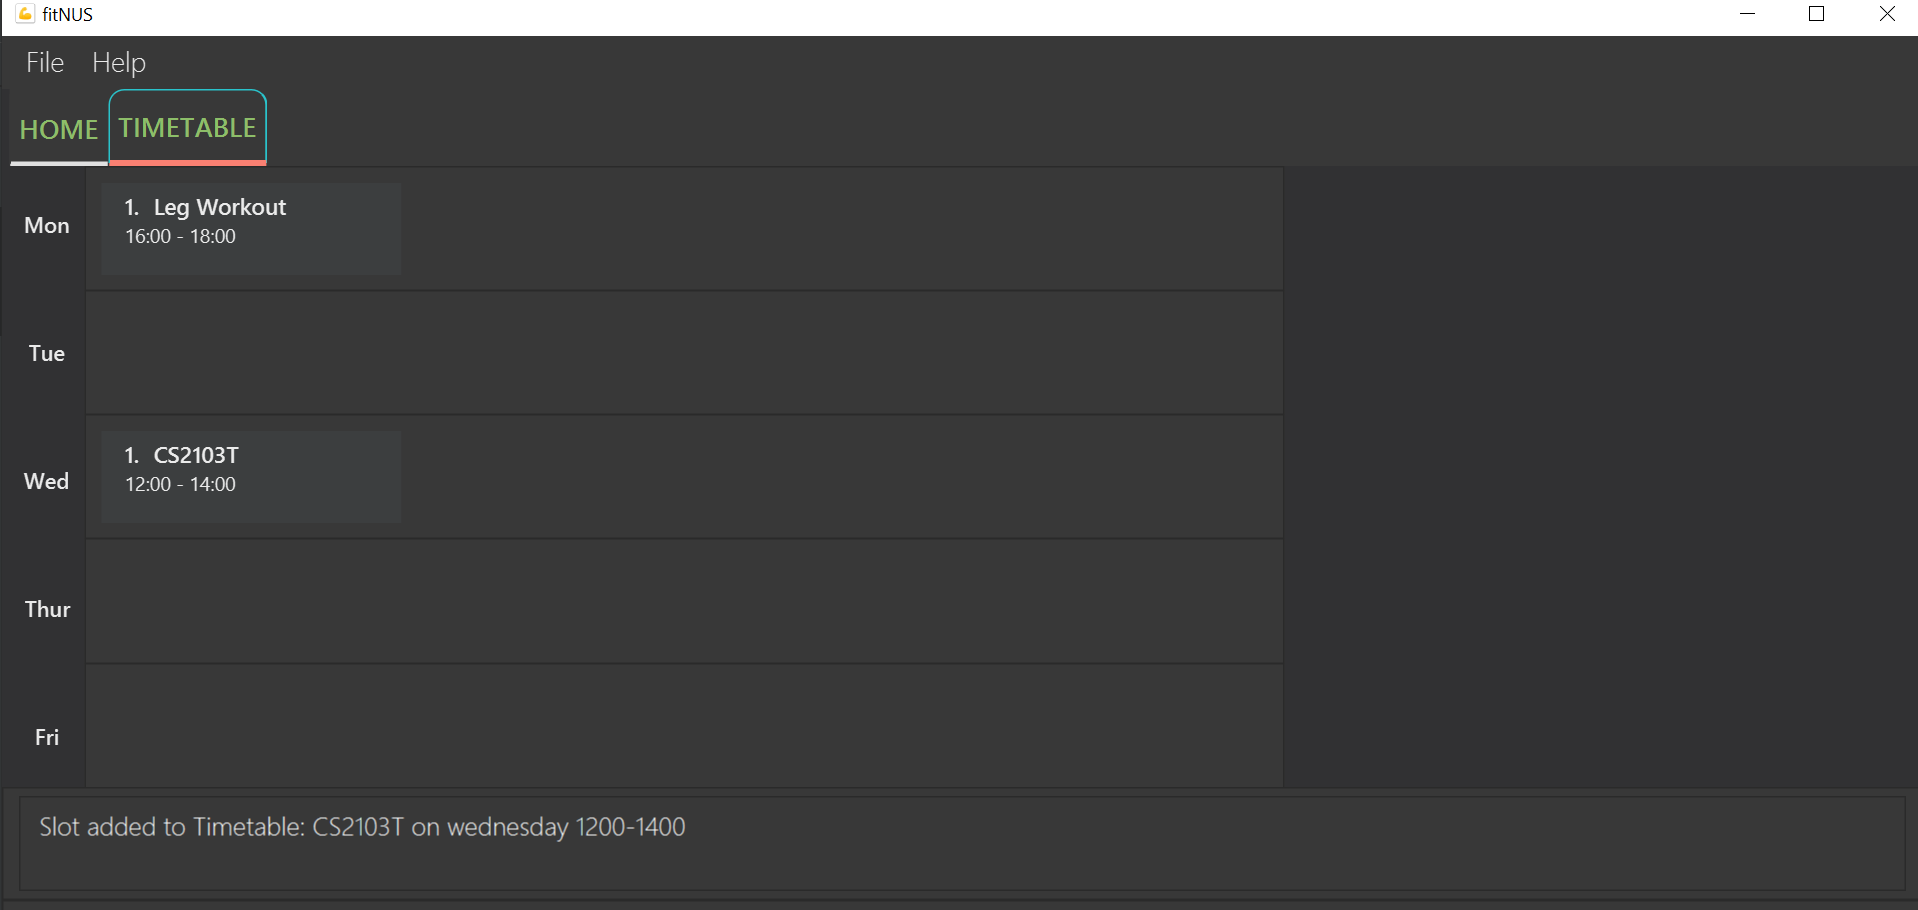 fitNUS
File Help
HOME TIMETABLE
Mon
1. Leg Workout
16:00 - 18:00
Tue
Wed
1. CS2103T
12:00 - 14:00
Thur
Fri
Slot added to Timetable: CS2103T on wednesday 1200-1400